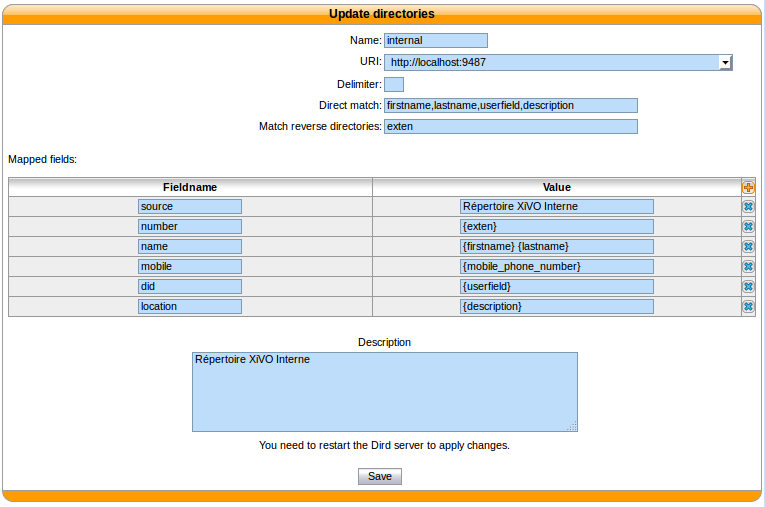 Update directories
Name: internal
URI: http://localhost:9487
Delimiter:
Direct match: firstname,lastname,userfield,description
Match reverse directories: exten
Mapped fields:
Fieldname Value
source Répertoire XiVO Interne
number {exten}
name {firstname} {lastname}
mobile {mobile_phone_number}
did {userfield}
location {description}
Description
Répertoire XiVO Interne
You need to restart the Dird server to apply changes.
Save